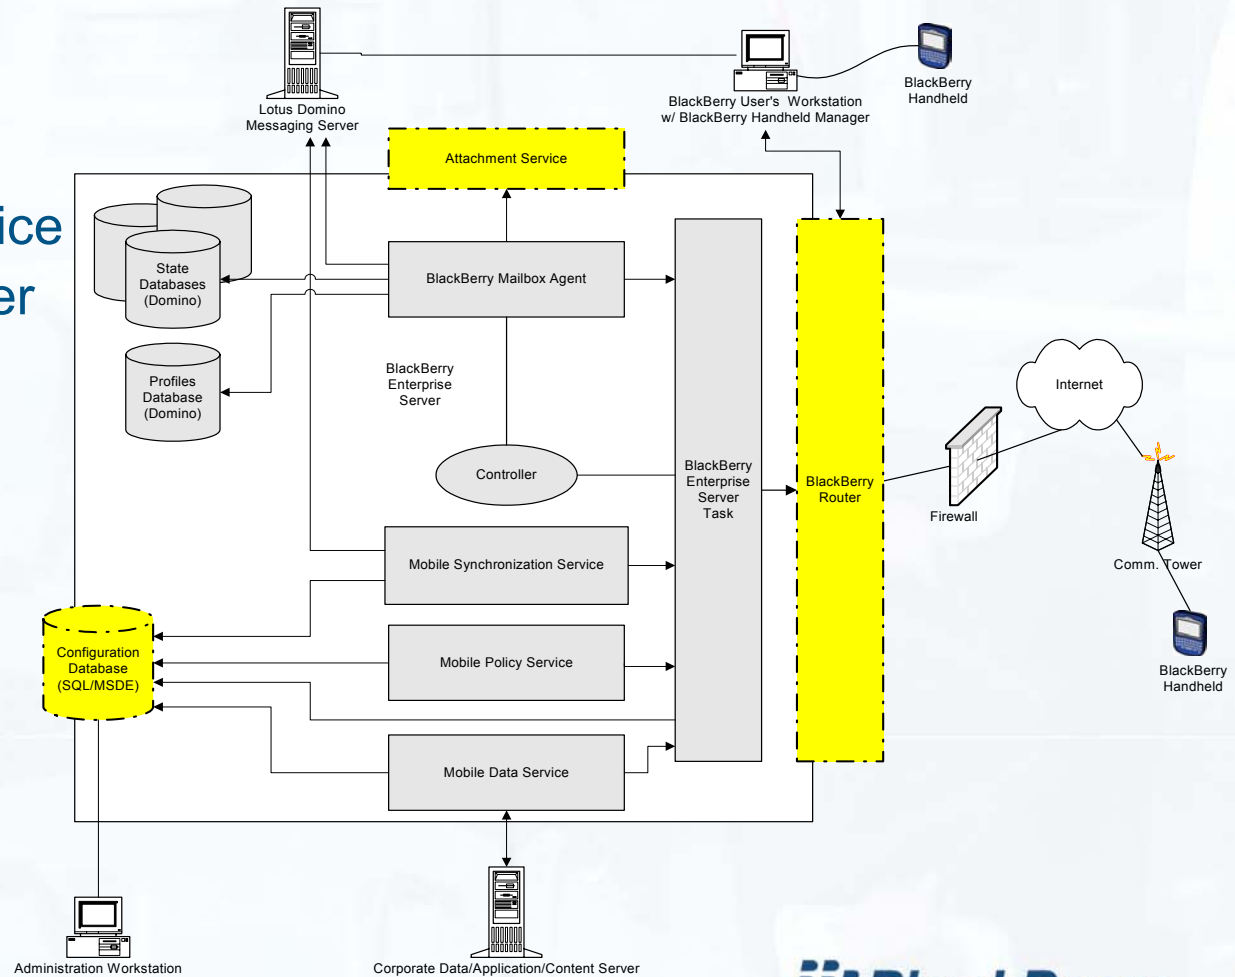 BlackBerry
Handheld
Lotus Domino
Messaging Server
BlackBerry User's Workstation
w/ BlackBerry Handheld Manager
Attachment Service
State
Databases
(Domino)
BlackBerry Mailbox Agent
Profiles
Database
(Domino)
BlackBerry
Enterprise
Server
Internet
Controller
BlackBerry
Enterprise
Server
Task
BlackBerry
Router
Firewall
Mobile Synchronization Service
Comm. Tower
Configuration
Database
(SQL/MSDE)
Mobile Policy Service
BlackBerry
Handheld
Mobile Data Service
Administration Workstation
Corporate Data/Application/Content Server